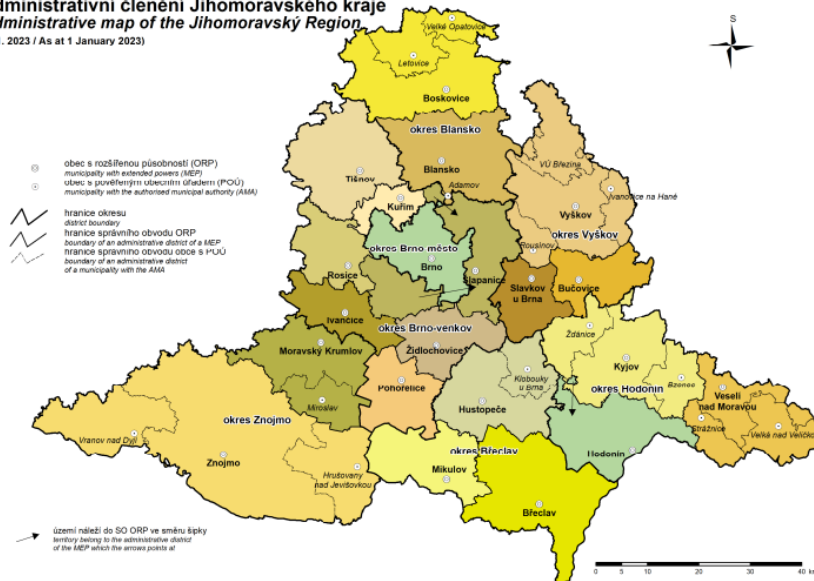 dministrativní členění Jihomoravského kraje
dministrative map of the Jihomoravský Region
. 2023 / As at 1 January 2023)
S
obec s rozšířenou působností (ORP)
municipality with extended powers (MEP)
obec s pověřeným obecním úřadem (POÚ)
municipality with the authorised municipal authority (AMA)
hranice okresu
district boundary
hranice správního obvodu ORP
boundary of an administrative district of a MEP
hranice správního obvodu obce s POÚ
boundary of an administrative district
of a municipality with the AMA
Velké Opatovice
Letovice
Boskovice
okres Blansko
Blansko
Adamov
Tišnov
Kuřim
VÚ Březina
Ivanovice na Hané
Vyškov
okres Vyškov
Rousínov
okres Brno-město
Brno
Šlapanice
Slavkov
u Brna
Bučovice
Rosice
Ivančice
okres Brno-venkov
Židlochovice
Moravský Krumlov
Pohořelice
Miroslav
okres Znojmo
Vranov nad Dyjí
Znojmo
Hrušovany
nad Jevišovkou
Ždánice
Kyjov
Bzenec
okres Hodonín
Klobouky
u Brna
Hustopeče
Veselí
nad Moravou
Strážnice
Velká nad Veličko
Hodonín
okres Břeclav
Mikulov
Břeclav
území náleží do SO ORP ve směru šipky
territory belong to the administrative district
of the MEP which the arrows points at
0 5 10 20 30 40 km